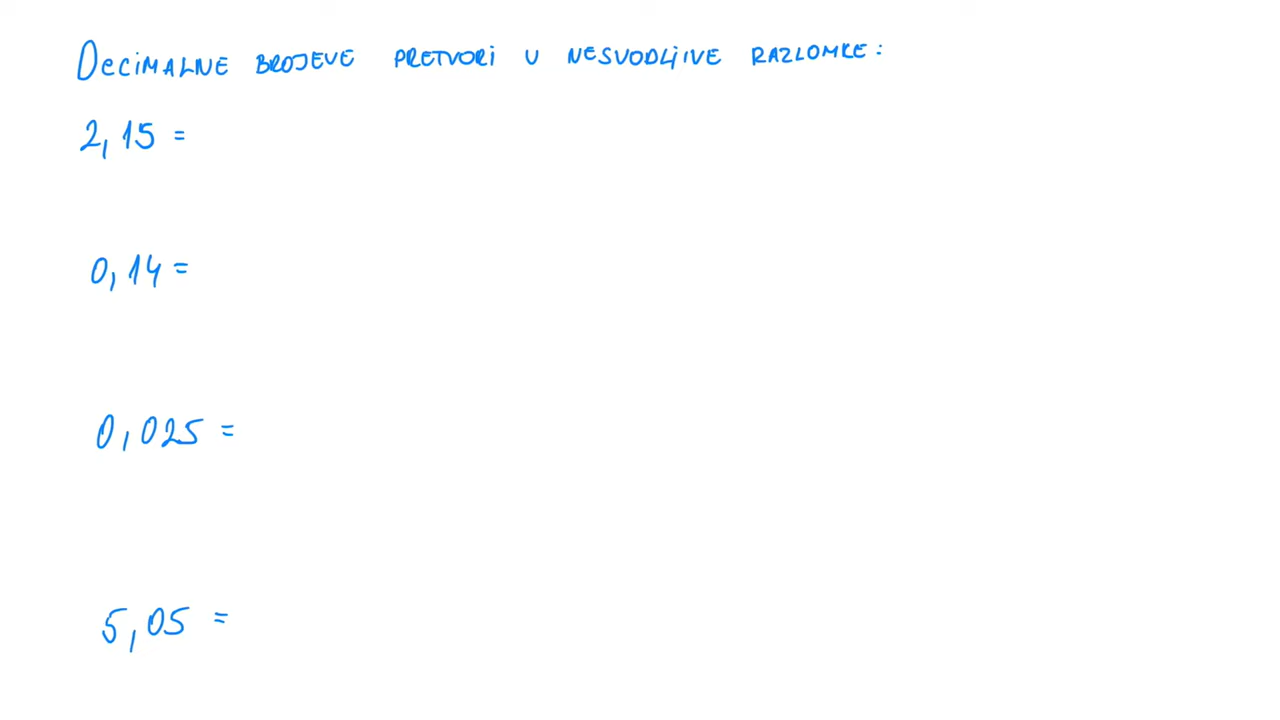 Decimalne brojeve pretvori u nesvodljive razlomke:
2,15 =
0,14 =
0,025 =
5,05 =